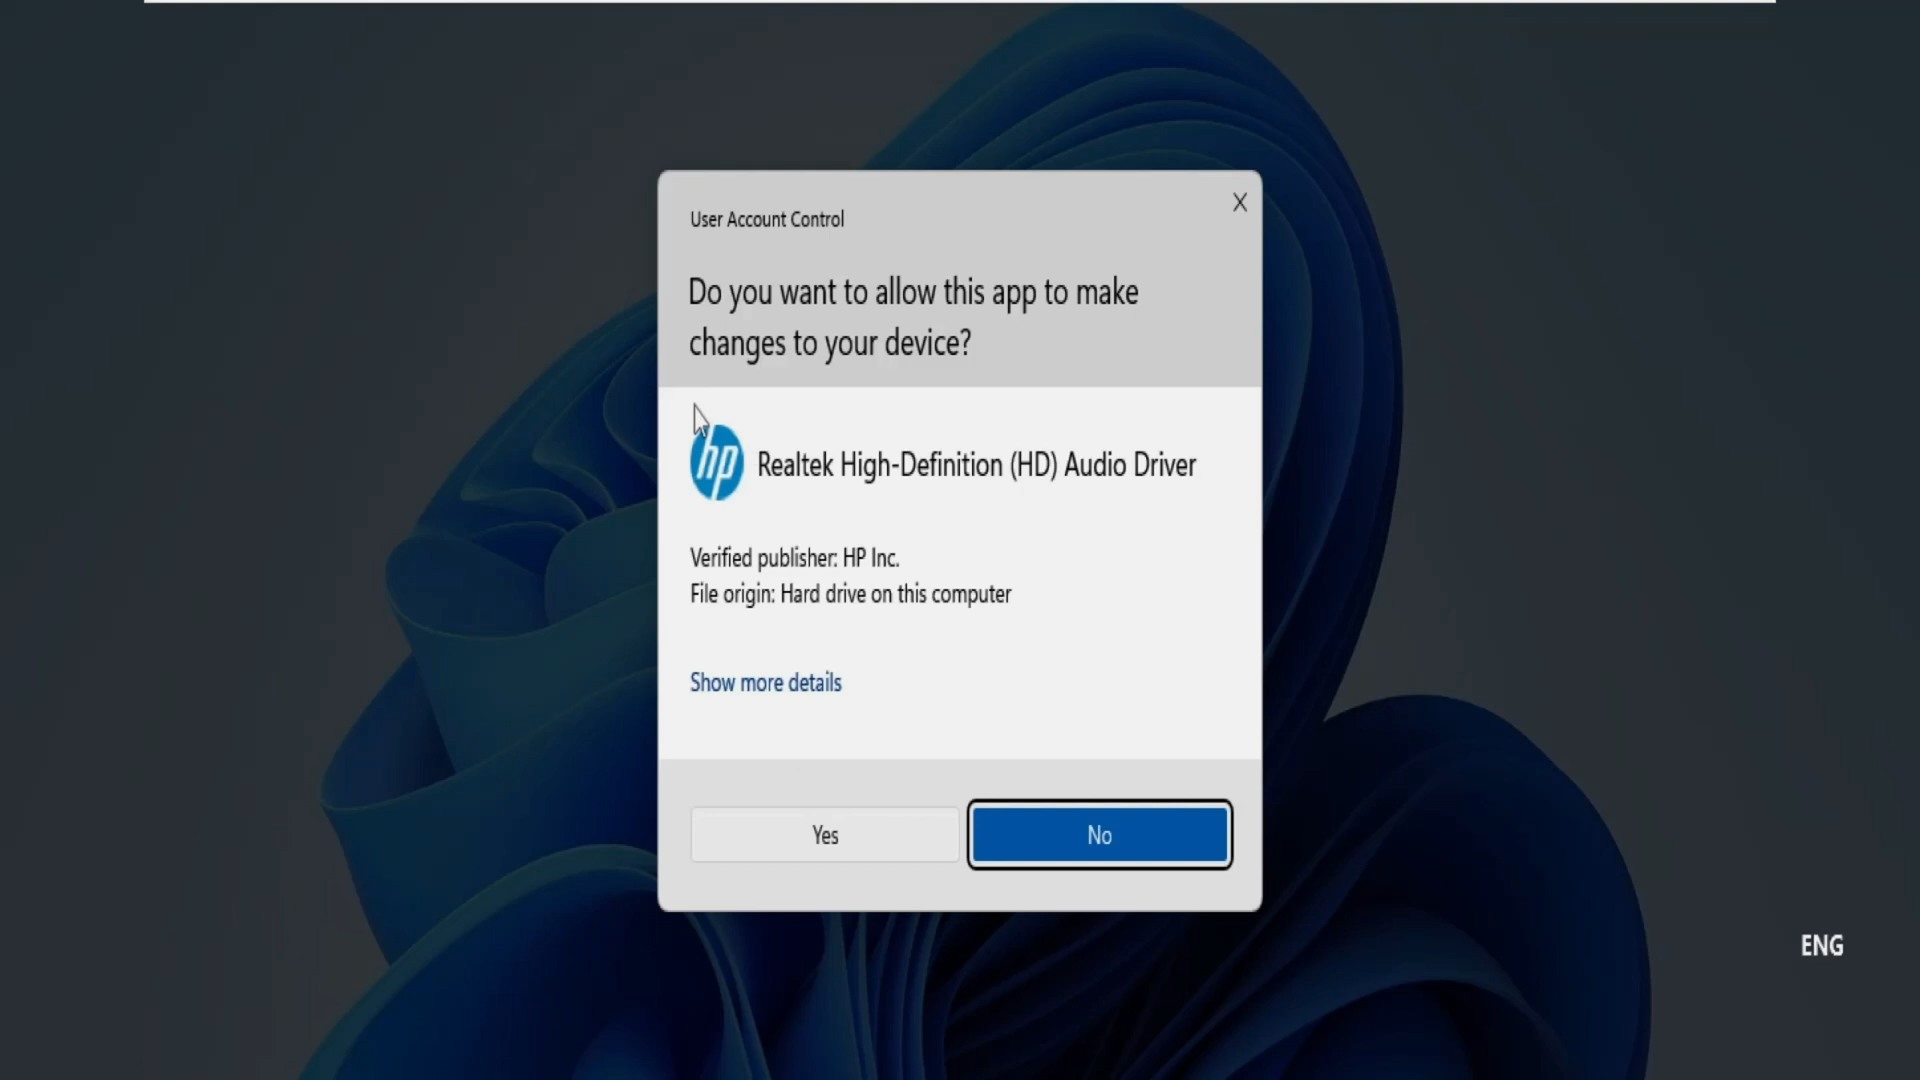 User Account Control
X
Do you want to allow this app to make
changes to your device?
hp
Realtek High-Definition (HD) Audio Driver
Verified publisher: HP Inc.
File origin: Hard drive on this computer
Show more details
Yes
No
ENG